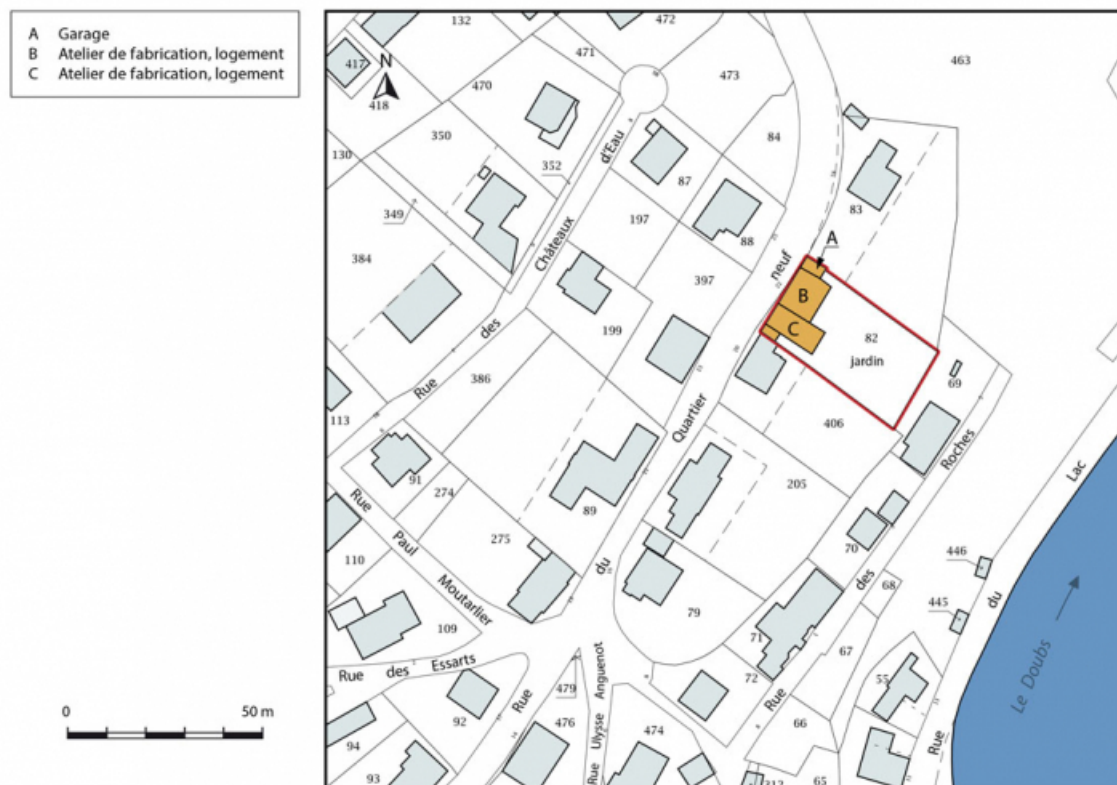 A Garage
B Atelier de fabrication, logement
C Atelier de fabrication, logement
N
132
472
417
471
463
473
470
418
350
84
130
352
d'Eau
87
83
349
197
88
A
384
Châteaux
397
neuf
B
C
82
jardin
199
des
69
386
Rue
Quartier
406
113
Roches
91
Lac
Rue
274
205
89
Paul
275
70
446
110
Moutarlier
du
des
68
445
du
79
109
71
67
Rue des Essarts
Anguenot
72
55
Le Doubs
479
Rue
Rue
92
476
Ulysse
474
66
Rue
94
93
Rue
65
0 50 m